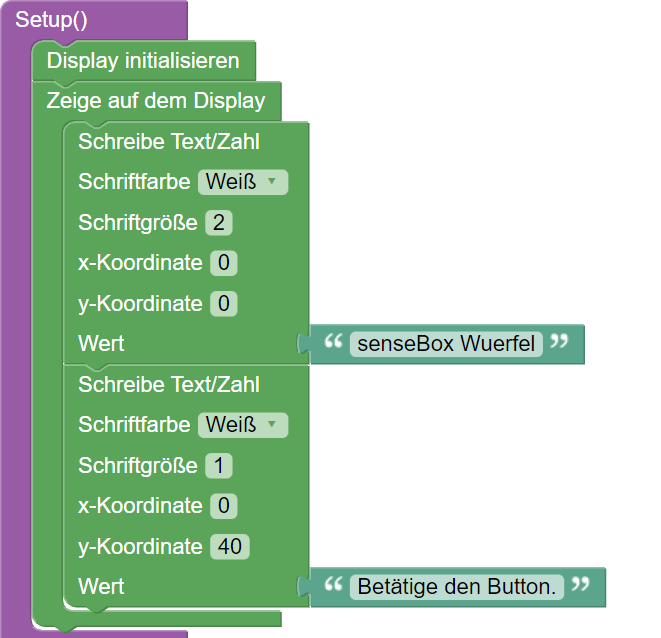 Setup()
Display initialisieren
Zeige auf dem Display
Schreibe Text/Zahl
Schriftfarbe Weiß
Schriftgröße 2
x-Koordinate 0
y-Koordinate 0
Wert “ senseBox Wuerfel ”
Schreibe Text/Zahl
Schriftfarbe Weiß
Schriftgröße 1
x-Koordinate 0
y-Koordinate 40
Wert “ Betätige den Button. ”